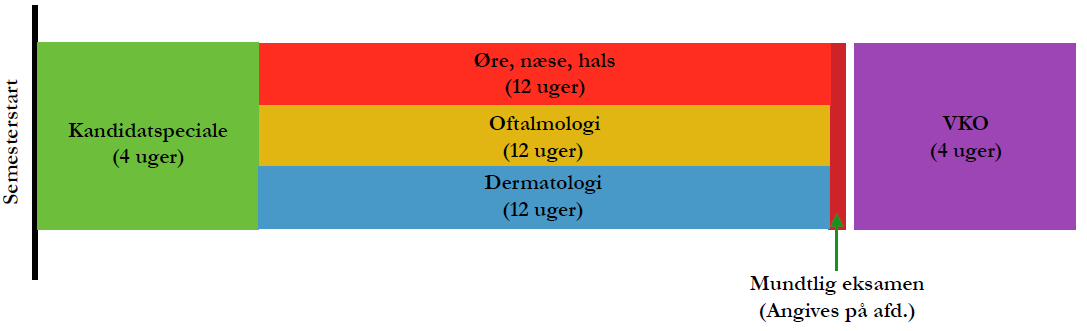 Semesterstart
Kandidatspeciale
(4 uger)
Øre, næse, hals
(12 uger)
Oftalmologi
(12 uger)
Dermatologi
(12 uger)
VKO
(4 uger)
Mundtlig eksamen
(Angives på afd.)